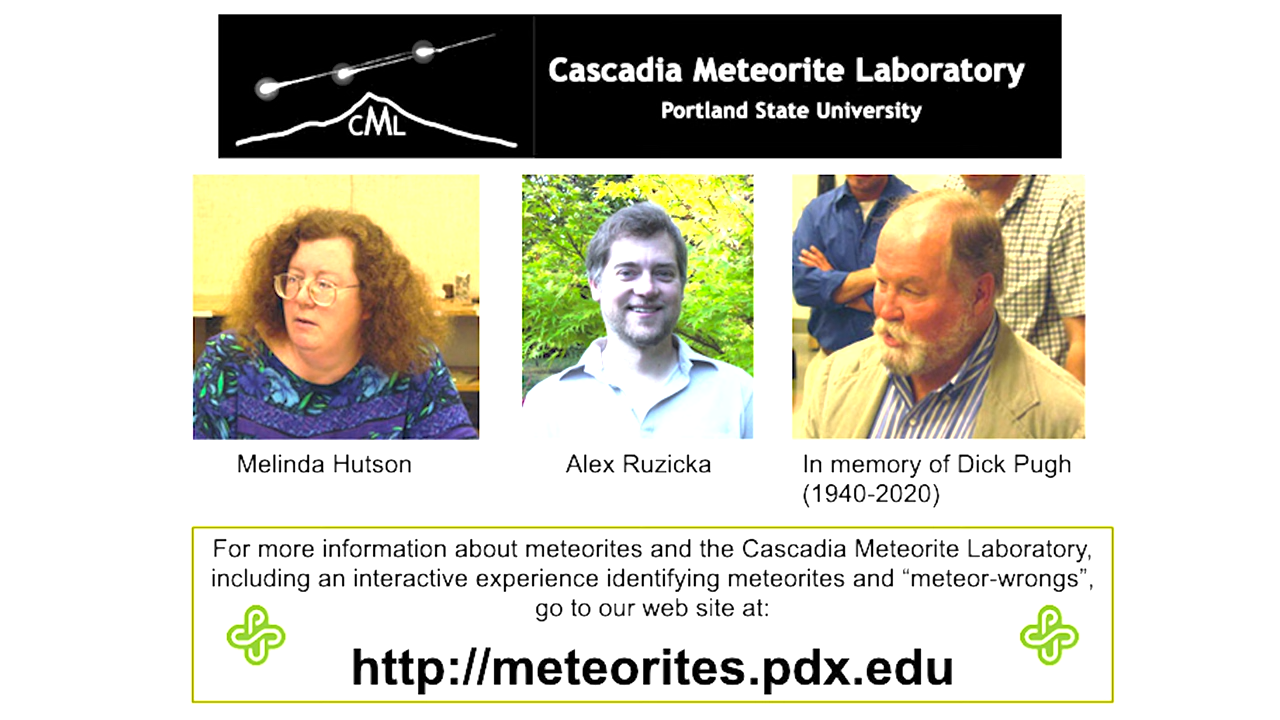 CML
Cascadia Meteorite Laboratory
Portland State University
Melinda Hutson
Alex Ruzicka
In memory of Dick Pugh
(1940-2020)
For more information about meteorites and the Cascadia Meteorite Laboratory,
including an interactive experience identifying meteorites and “meteor-wrongs”,
go to our web site at:
http://meteorites.pdx.edu